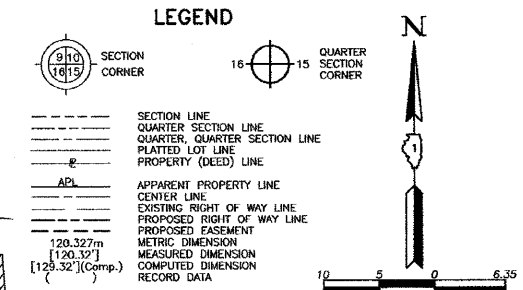 LEGEND
N
9 10
16 15
SECTION
CORNER
16 15
QUARTER
SECTION
CORNER
SECTION LINE
QUARTER SECTION LINE
QUARTER, QUARTER SECTION LINE
PLATTED LOT LINE
PROPERTY (DEED) LINE
APL APPARENT PROPERTY LINE
CENTER LINE
EXISTING RIGHT OF WAY LINE
PROPOSED RIGHT OF WAY LINE
PROPOSED EASEMENT
120.327m METRIC DIMENSION
[120.32'] MEASURED DIMENSION
[129.32'](Comp.) COMPUTED DIMENSION
( ) RECORD DATA
1
10 5 0 6.35